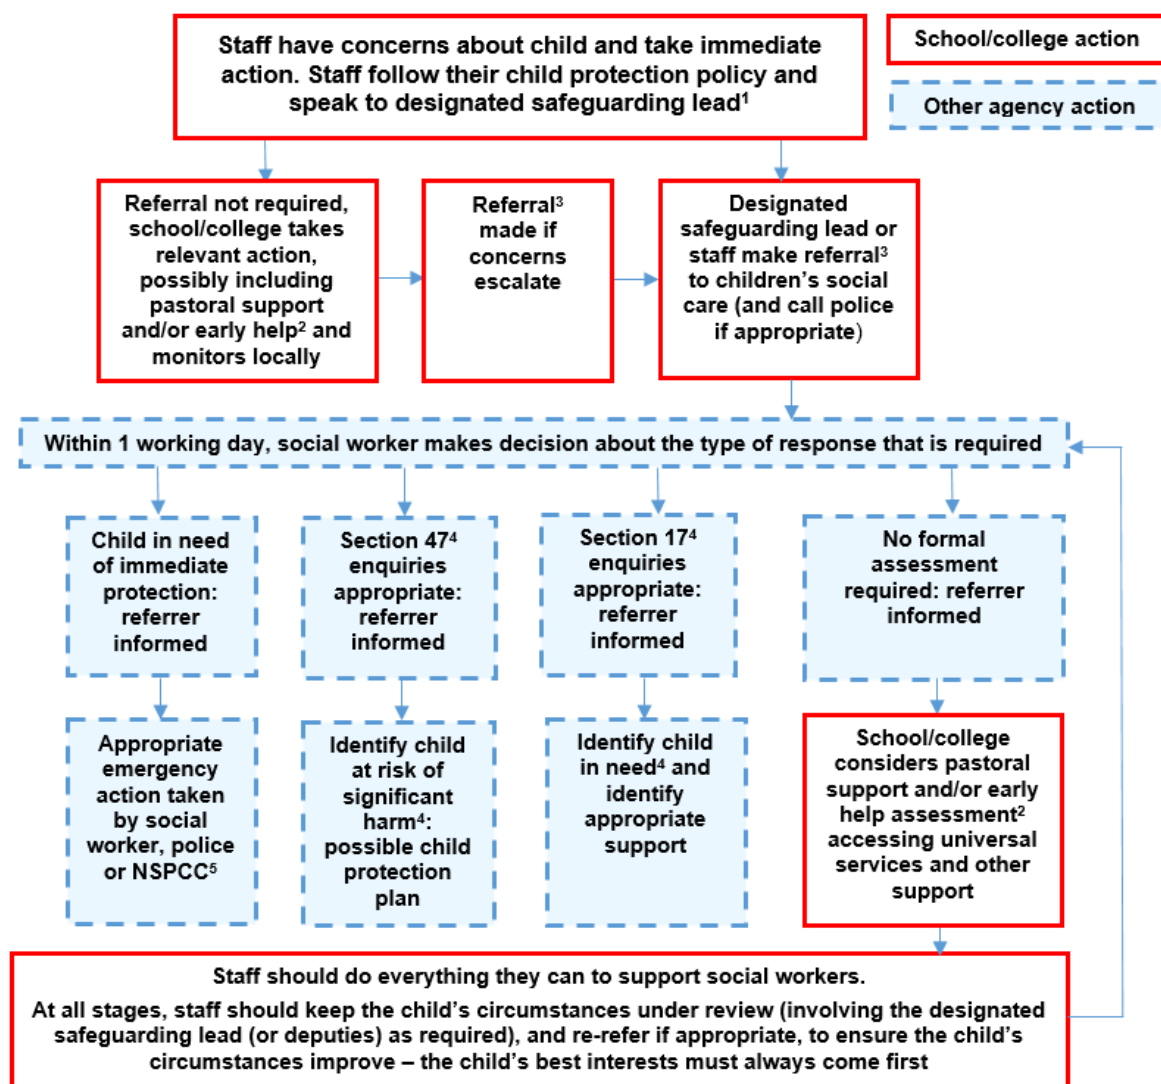 Staff have concerns about child and take immediate
action. Staff follow their child protection policy and
speak to designated safeguarding lead¹
School/college action
Other agency action
Referral not required,
school/college takes
relevant action,
possibly including
pastoral support
and/or early help² and
monitors locally
Referral³
made if
concerns
escalate
Designated
safeguarding lead or
staff make referral³
to children’s social
care (and call police
if appropriate)
Within 1 working day, social worker makes decision about the type of response that is required
Child in need
of immediate
protection:
referrer
informed
Section 47⁴
enquiries
appropriate:
referrer
informed
Section 17⁴
enquiries
appropriate:
referrer
informed
No formal
assessment
required: referrer
informed
Appropriate
emergency
action taken
by social
worker, police
or NSPCC⁵
Identify child
at risk of
significant
harm⁴:
possible child
protection
plan
Identify child
in need⁴ and
identify
appropriate
support
School/college
considers pastoral
support and/or early
help assessment²
accessing universal
services and other
support
Staff should do everything they can to support social workers.
At all stages, staff should keep the child’s circumstances under review (involving the designated
safeguarding lead (or deputies) as required), and re-refer if appropriate, to ensure the child’s
circumstances improve – the child’s best interests must always come first